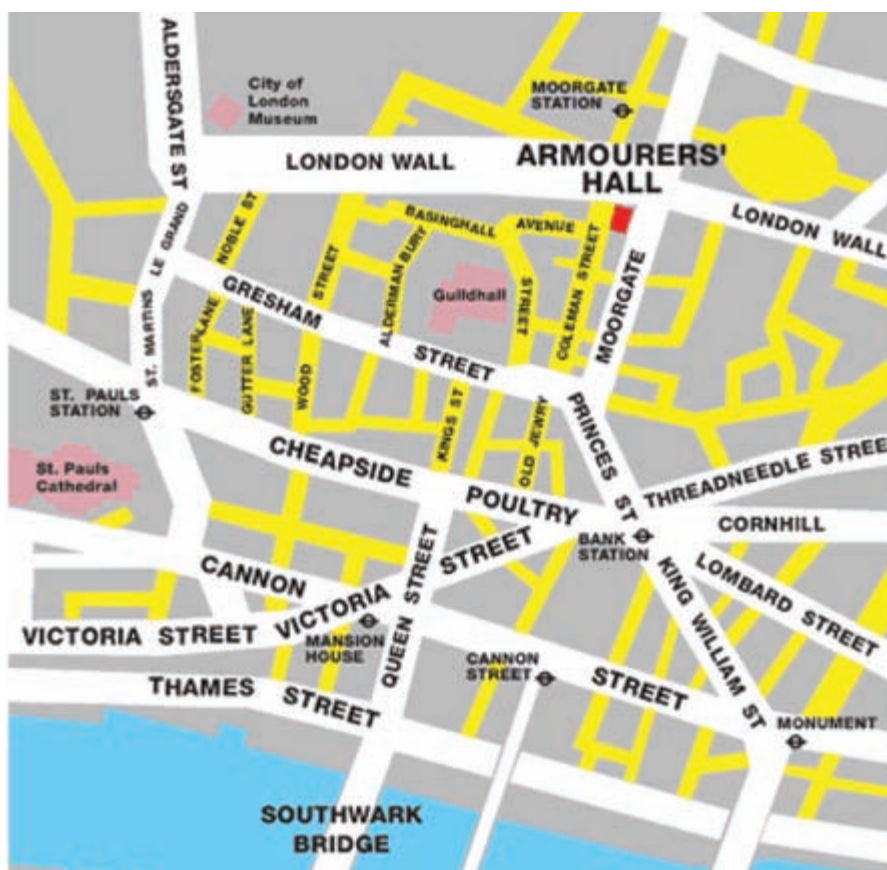 ALDERSGATE ST
City of
London
Museum
MOORGATE
STATION
LONDON WALL
ARMOURERS'
HALL
LONDON WALL
ST. MARTINS LE GRAND
NOBLE ST
BASINGHALL
AVENUE
STREET
COLEMAN STREET
MOORGATE
ALDERMAN BURY
Guildhall
GRESHAM
STREET
FOSTERLANE
GUTTER LANE
WOOD
STREET
KINGS ST
OLD JEWRY
PRINCES ST
ST. PAULS
STATION
St. Pauls
Cathedral
CHEAPSIDE
POULTRY
THREADNEEDLE STREE
CORNHILL
BANK
STATION
LOMBARD STREET
KING WILLIAM ST
CANNON
STREET
VICTORIA STREET
VICTORIA
STREET
MANSION
HOUSE
QUEEN STREET
CANNON
STREET
MONUMENT
THAMES
STREET
SOUTHWARK
BRIDGE